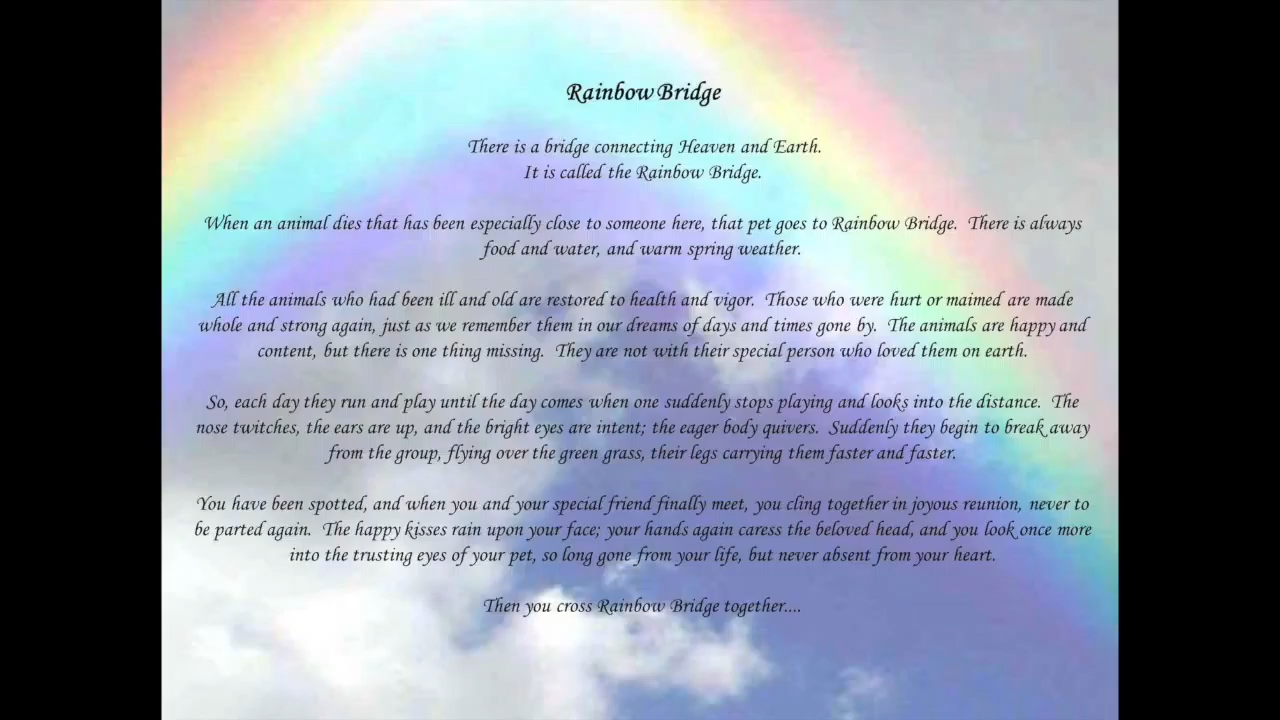 Rainbow Bridge
There is a bridge connecting Heaven and Earth.
It is called the Rainbow Bridge.
When an animal dies that has been especially close to someone here, that pet goes to Rainbow Bridge.  There is always
food and water, and warm spring weather.
All the animals who had been ill and old are restored to health and vigor.  Those who were hurt or maimed are made
whole and strong again, just as we remember them in our dreams of days and times gone by.  The animals are happy and
content, but there is one thing missing.  They are not with their special person who loved them on earth.
So, each day they run and play until the day comes when one suddenly stops playing and looks into the distance.  The
nose twitches, the ears are up, and the bright eyes are intent; the eager body quivers.  Suddenly they begin to break away
from the group, flying over the green grass, their legs carrying them faster and faster.
You have been spotted, and when you and your special friend finally meet, you cling together in joyous reunion, never to
be parted again.  The happy kisses rain upon your face; your hands again caress the beloved head, and you look once more
into the trusting eyes of your pet, so long gone from your life, but never absent from your heart.
Then you cross Rainbow Bridge together....